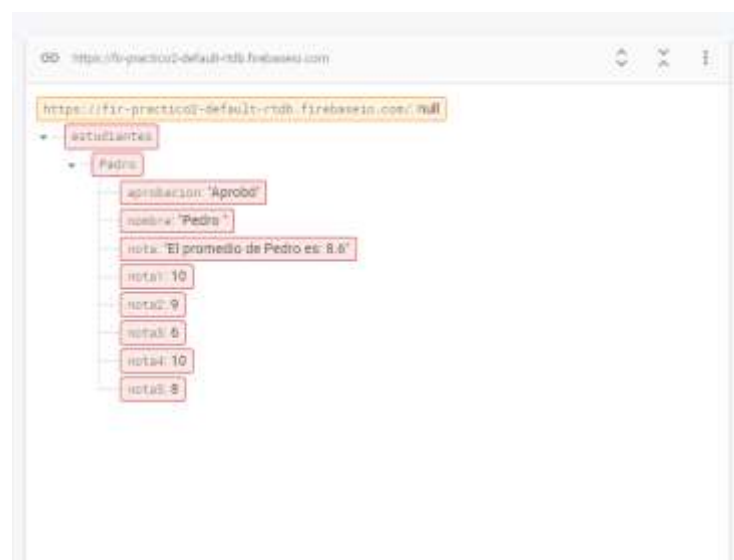 https://fir-practico2-default-rtdb.firebaseio.com
https://fir-practico2-default-rtdb.firebaseio.com/: null
estudiantes
Pedro
aprobacion: "Aprobó"
nombre: "Pedro "
nota: "El promedio de Pedro es: 8.6"
nota1: 10
nota2: 9
nota3: 6
nota4: 10
nota5: 8